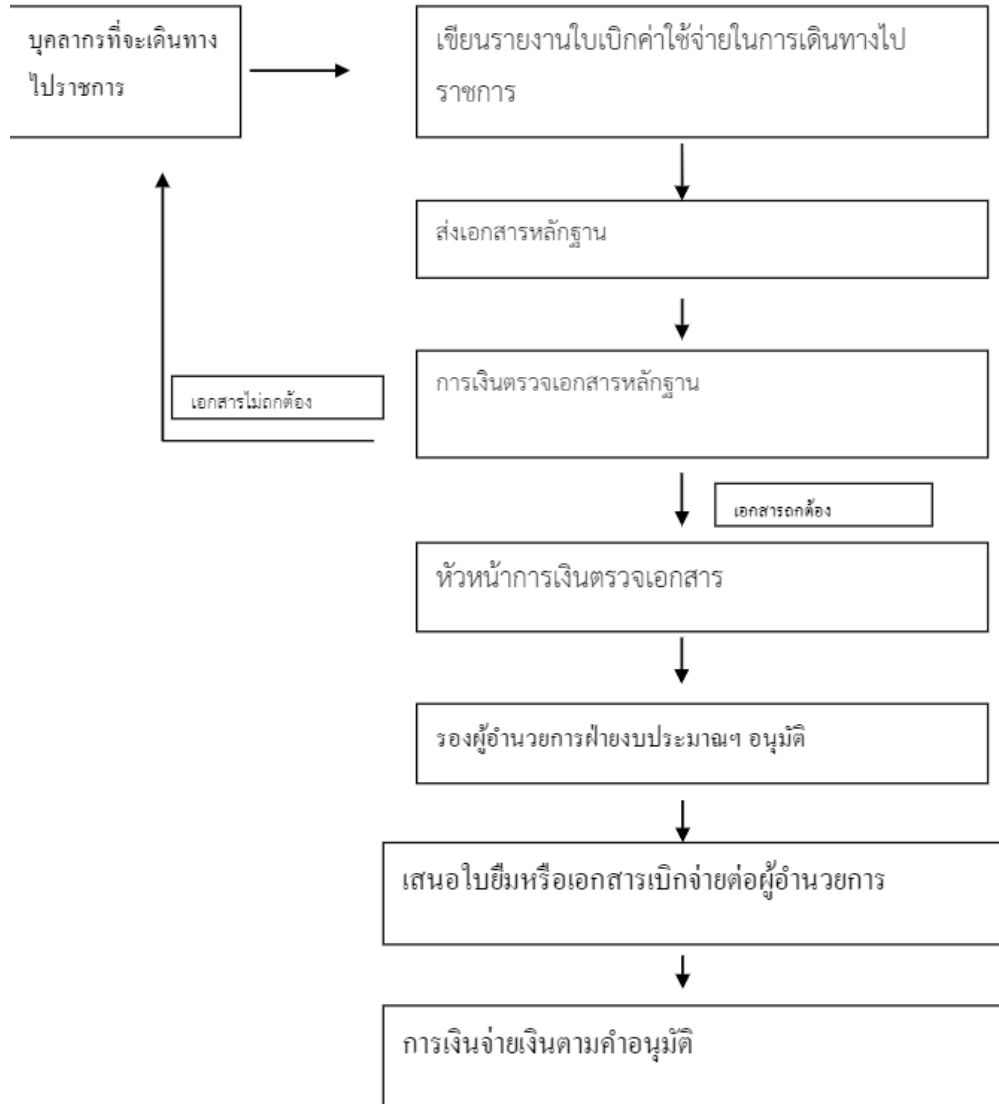 บุคลากรที่จะเดินทาง
ไปราชการ
เขียนรายงานใบเบิกค่าใช้จ่ายในการเดินทางไป
ราชการ
ส่งเอกสารหลักฐาน
การเงินตรวจเอกสารหลักฐาน
เอกสารไม่ถกต้อง
เอกสารถกต้อง
หัวหน้าการเงินตรวจเอกสาร
รองผู้อำนวยการฝ่ายงบประมาณฯ อนุมัติ
เสนอใบยืมหรือเอกสารเบิกจ่ายต่อผู้อำนวยการ
การเงินจ่ายเงินตามคำอนุมัติ